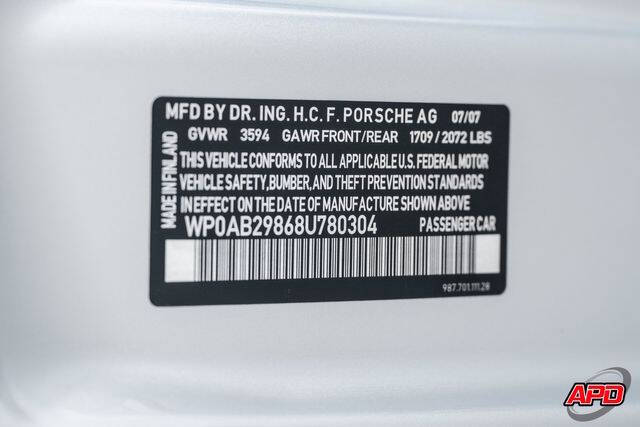 MFD BY DR. ING. H.C. F. PORSCHE AG 07/07
GVWR 3594 GAWR FRONT/REAR 1709 / 2072 LBS
MADE IN FINLAND
THIS VEHICLE CONFORMS TO ALL APPLICABLE U.S. FEDERAL MOTOR
VEHICLE SAFETY, BUMPER, AND THEFT PREVENTION STANDARDS
IN EFFECT ON THE DATE OF MANUFACTURE SHOWN ABOVE
WP0AB29868U780304 PASSENGER CAR
987.701.111.28
APD